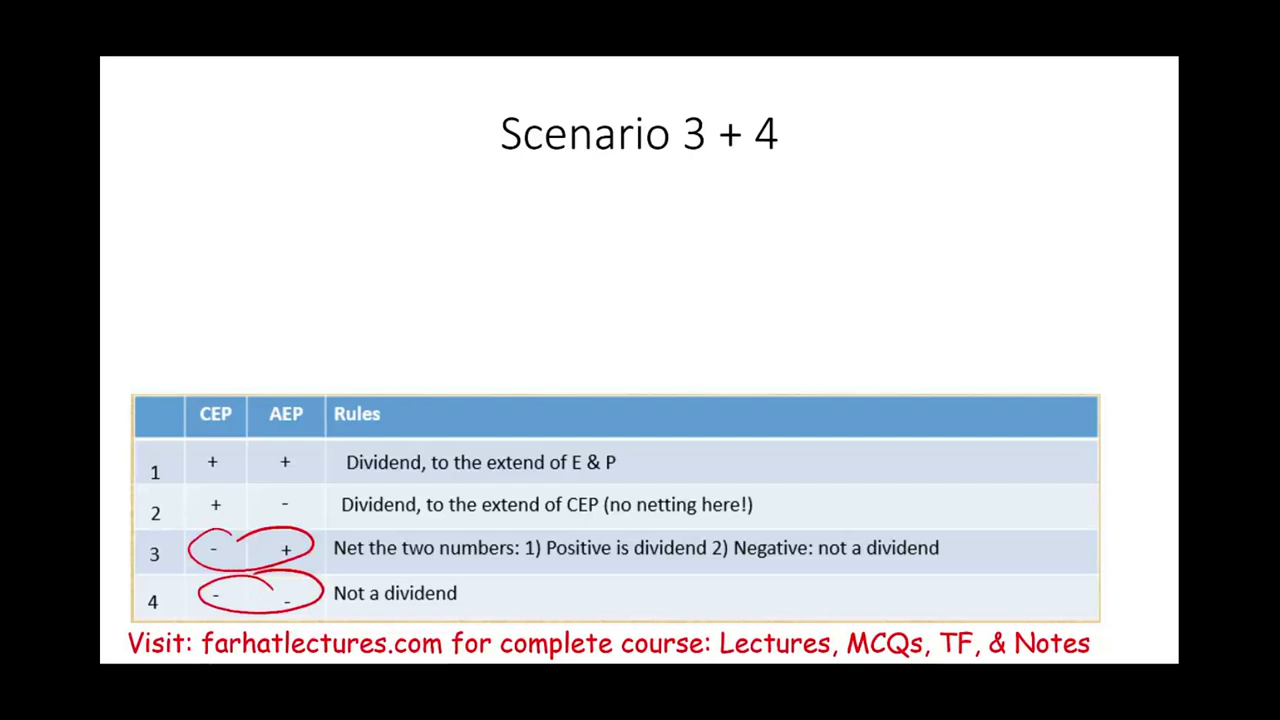 Scenario 3 + 4
CEP AEP Rules
1 + + Dividend, to the extend of E & P
2 + - Dividend, to the extend of CEP (no netting here!)
3 - + Net the two numbers: 1) Positive is dividend 2) Negative: not a dividend
4 - - Not a dividend
Visit: farhatlectures.com for complete course: Lectures, MCQs, TF, & Notes